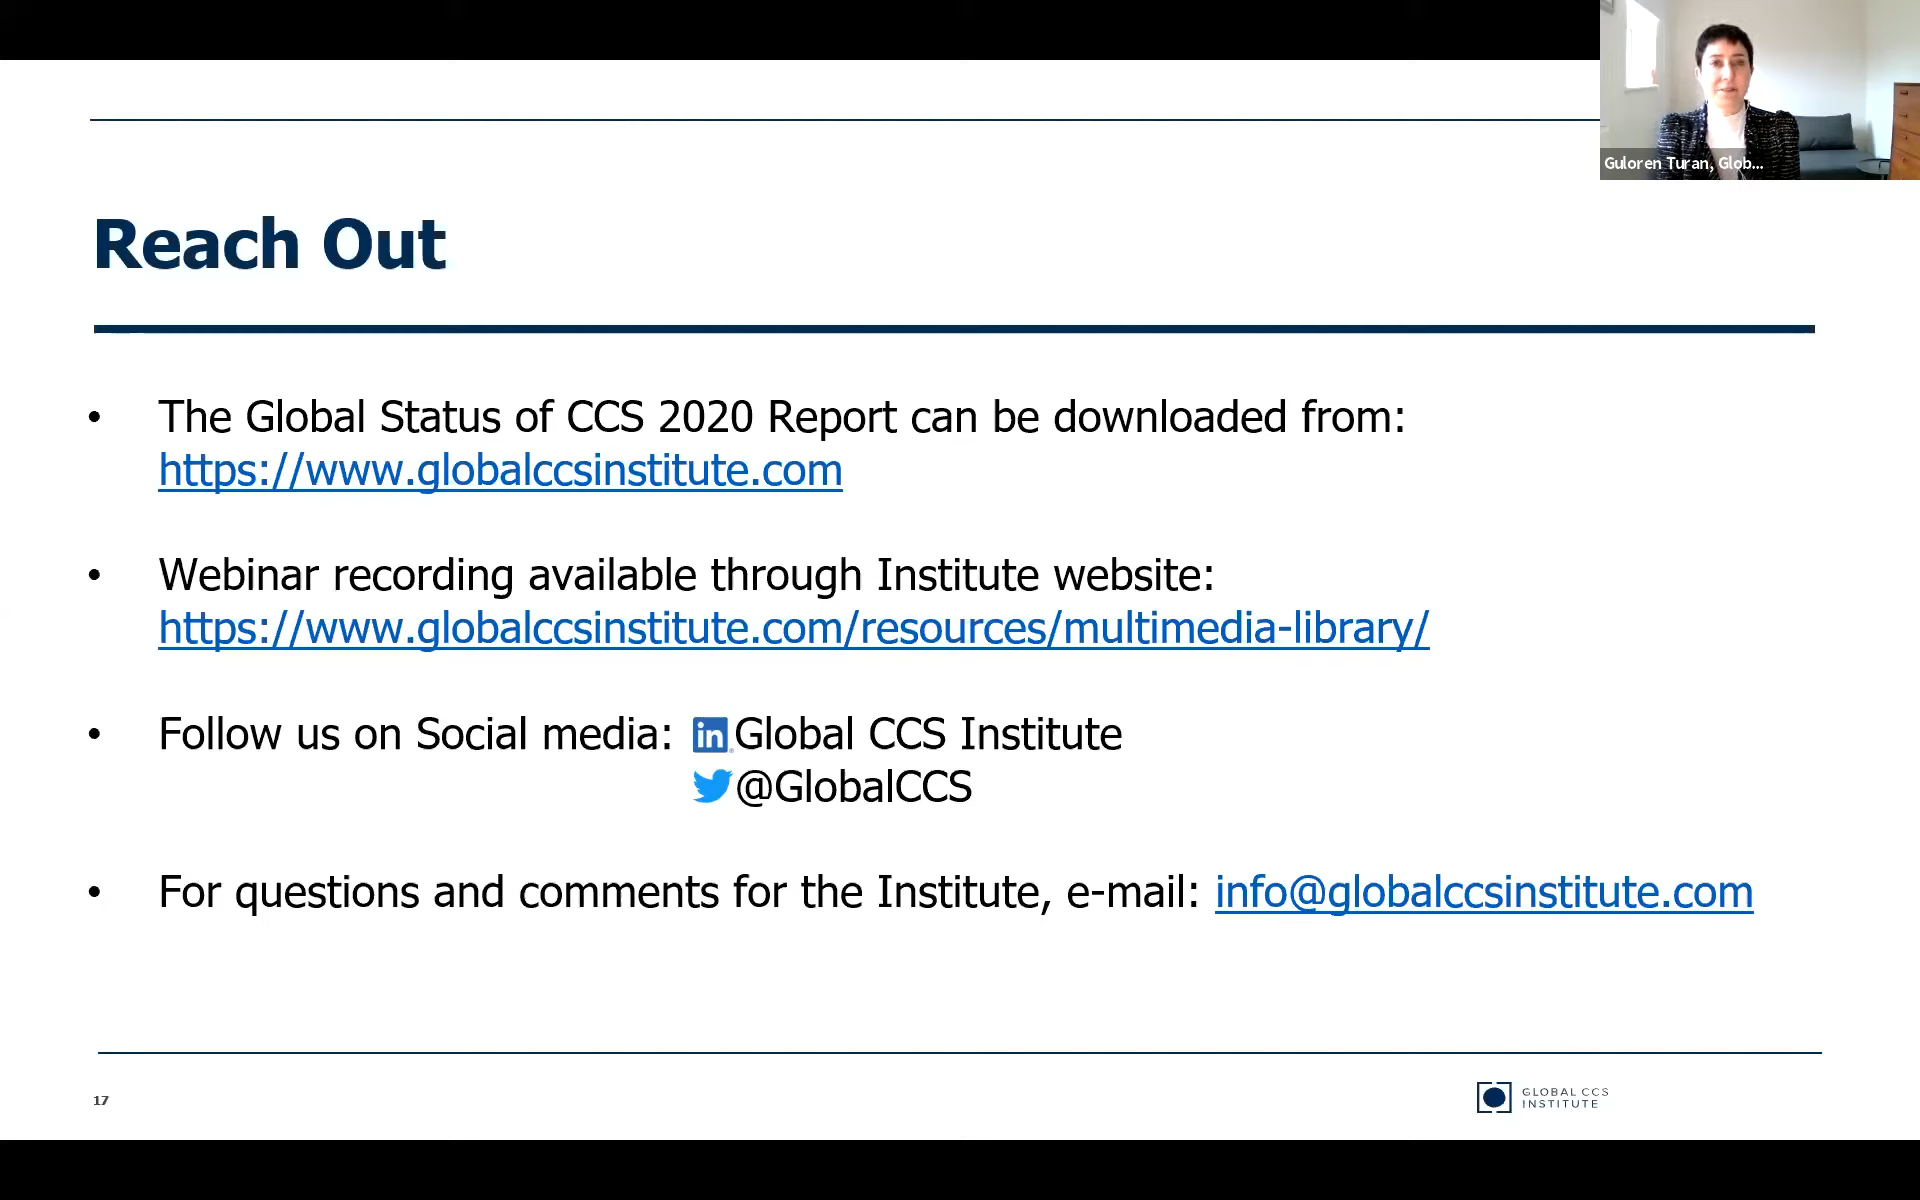 Guloren Turan, Glob...
Reach Out
• The Global Status of CCS 2020 Report can be downloaded from:
https://www.globalccsinstitute.com
• Webinar recording available through Institute website:
https://www.globalccsinstitute.com/resources/multimedia-library/
• Follow us on Social media: in Global CCS Institute
@GlobalCCS
• For questions and comments for the Institute, e-mail: info@globalccsinstitute.com
17
GLOBAL CCS
INSTITUTE